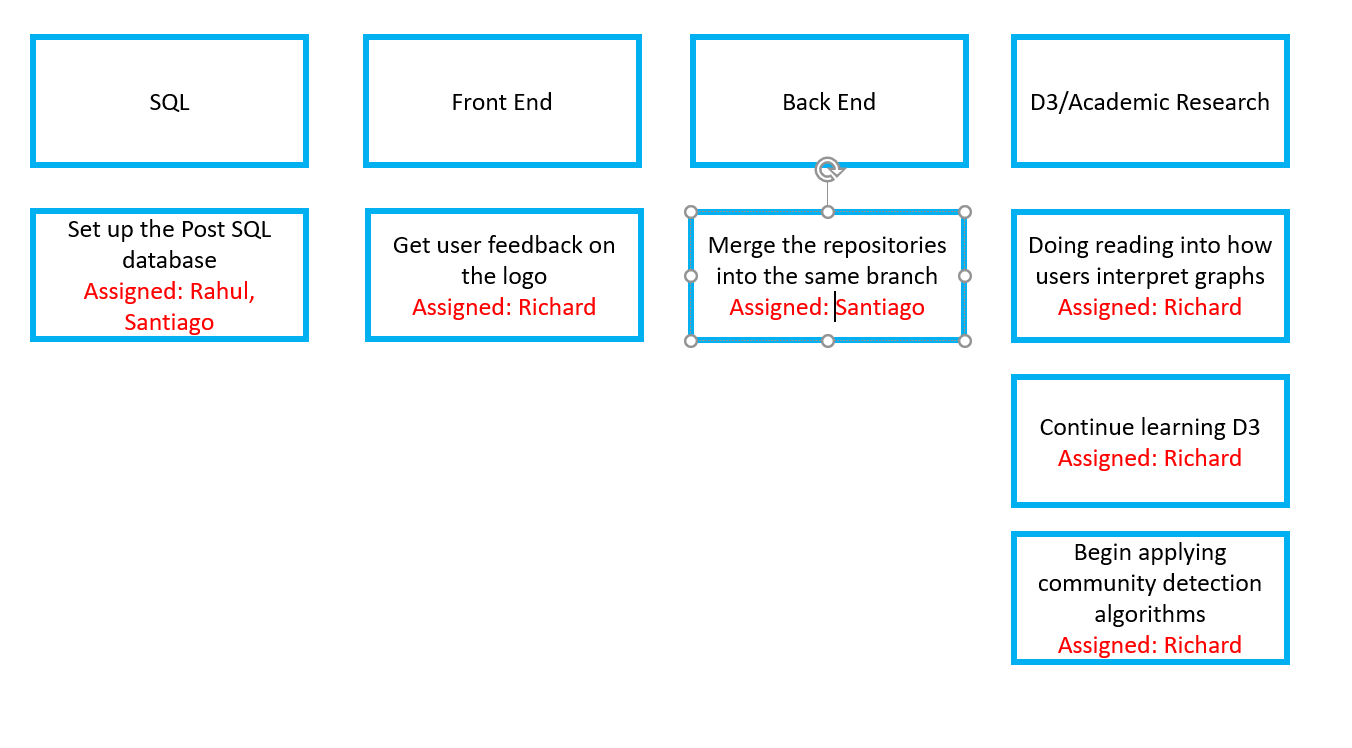 SQL
Front End
Back End
D3/Academic Research
Set up the Post SQL
database
Assigned: Rahul,
Santiago
Get user feedback on
the logo
Assigned: Richard
Merge the repositories
into the same branch
Assigned: Santiago
Doing reading into how
users interpret graphs
Assigned: Richard
Continue learning D3
Assigned: Richard
Begin applying
community detection
algorithms
Assigned: Richard